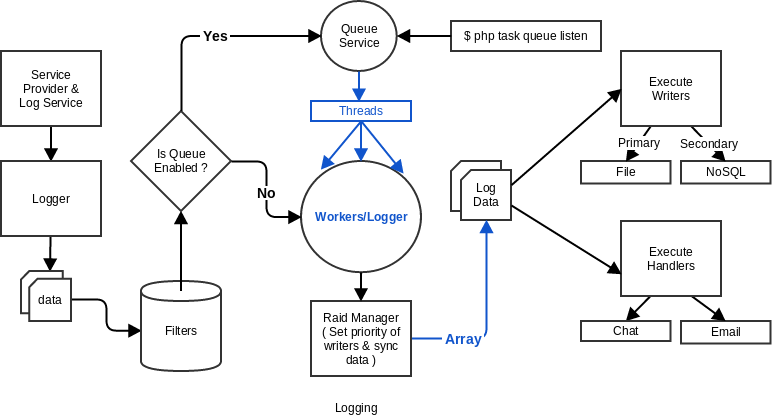 Queue
Service
Yes
$ php task queue listen
Service
Provider &
Log Service
Threads
Execute
Writers
Is Queue
Enabled ?
Primary
Secondary
File
NoSQL
Logger
No
Workers/Logger
Log
Data
Execute
Handlers
data
Filters
Raid Manager
( Set priority of
writers & sync
data )
Array
Chat
Email
Logging